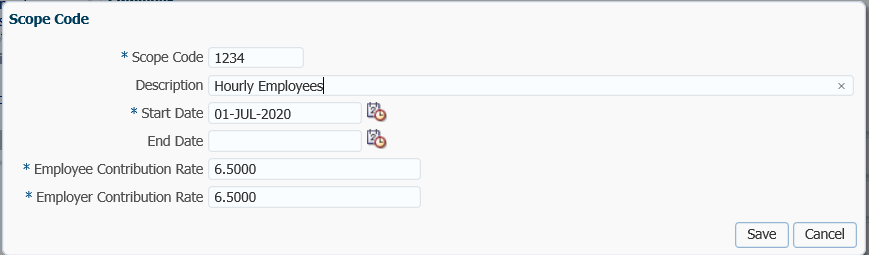 Scope Code
* Scope Code 1234
Description Hourly Employees ×
* Start Date 01-JUL-2020
End Date
* Employee Contribution Rate 6.5000
* Employer Contribution Rate 6.5000
Save Cancel